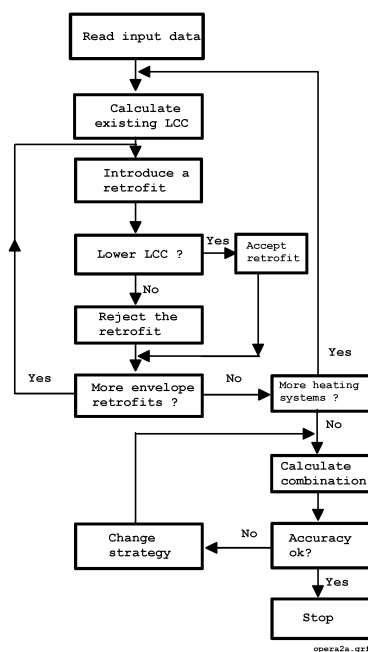 Read input data
Calculate
existing LCC
Introduce a
retrofit
Lower LCC ?
Yes
Accept
retrofit
No
Reject the
retrofit
Yes
Yes
More envelope
retrofits ?
No
More heating
systems ?
No
Calculate
combination
Change
strategy
No
Accuracy
ok?
Yes
Stop
opera2a.grf